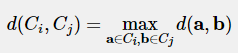 d(C_i, C_j) = max_{a∈C_i, b∈C_j} d(a, b)